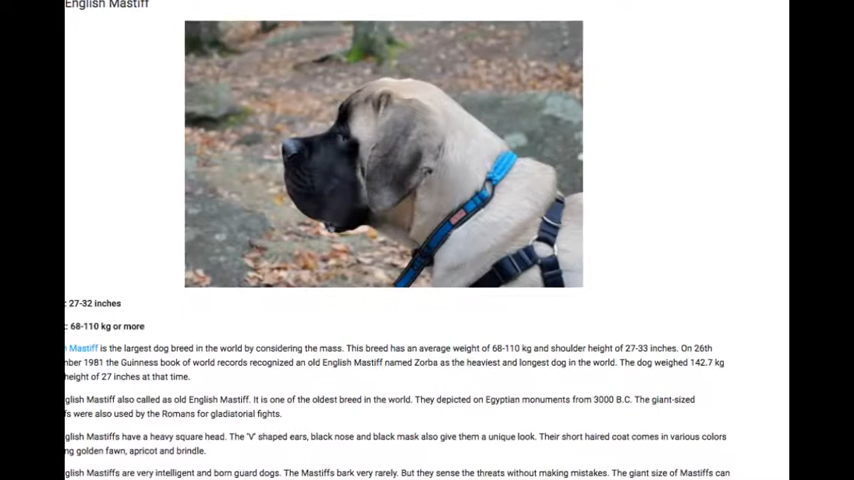 English Mastiff
: 27-32 inches
: 68-110 kg or more
Mastiff is the largest dog breed in the world by considering the mass. This breed has an average weight of 68-110 kg and shoulder height of 27-33 inches. On 26th
1981 the Guinness book of world records recognized an old English Mastiff named Zorba as the heaviest and longest dog in the world. The dog weighed 142.7 kg
height of 27 inches at that time.
glish Mastiff also called as old English Mastiff. It is one of the oldest breed in the world. They depicted on Egyptian monuments from 3000 B.C. The giant-sized
were also used by the Romans for gladiatorial fights.
glish Mastiffs have a heavy square head. The 'V' shaped ears, black nose and black mask also give them a unique look. Their short haired coat comes in various colors
golden fawn, apricot and brindle.
glish Mastiffs are very intelligent and born guard dogs. The Mastiffs bark very rarely. But they sense the threats without making mistakes. The giant size of Mastiffs can